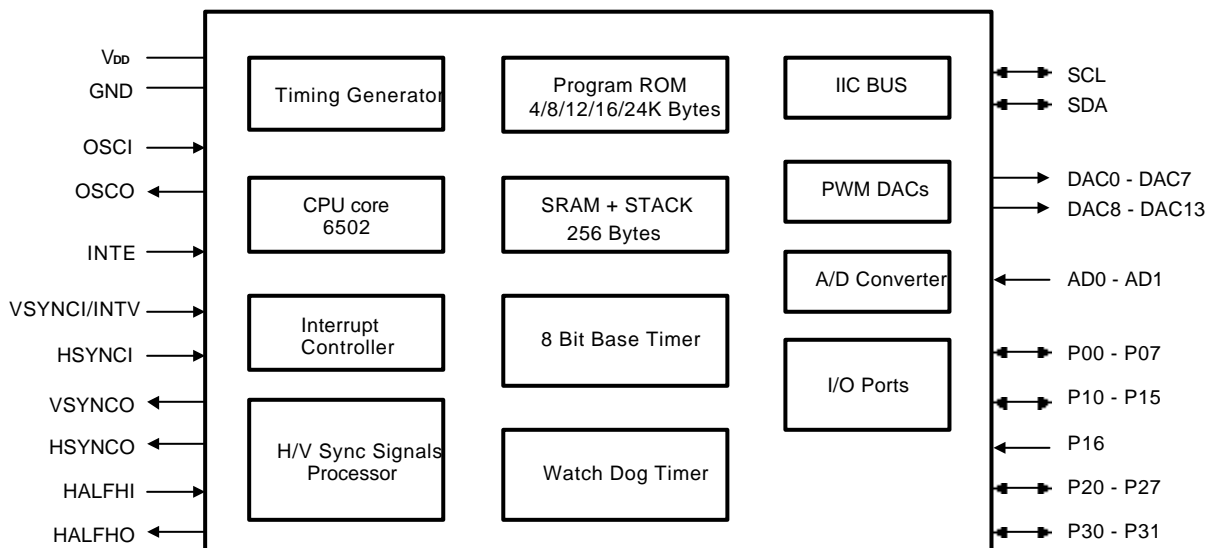 VDD
GND
OSCI
OSCO
INTE
VSYNCI/INTV
HSYNCI
VSYNCO
HSYNCO
HALFHI
HALFHO
Timing Generator
CPU core
6502
Interrupt
Controller
H/V Sync Signals
Processor
Program ROM
4/8/12/16/24K Bytes
SRAM + STACK
256 Bytes
8 Bit Base Timer
Watch Dog Timer
IIC BUS
PWM DACs
A/D Converter
I/O Ports
SCL
SDA
DAC0 - DAC7
DAC8 - DAC13
AD0 - AD1
P00 - P07
P10 - P15
P16
P20 - P27
P30 - P31